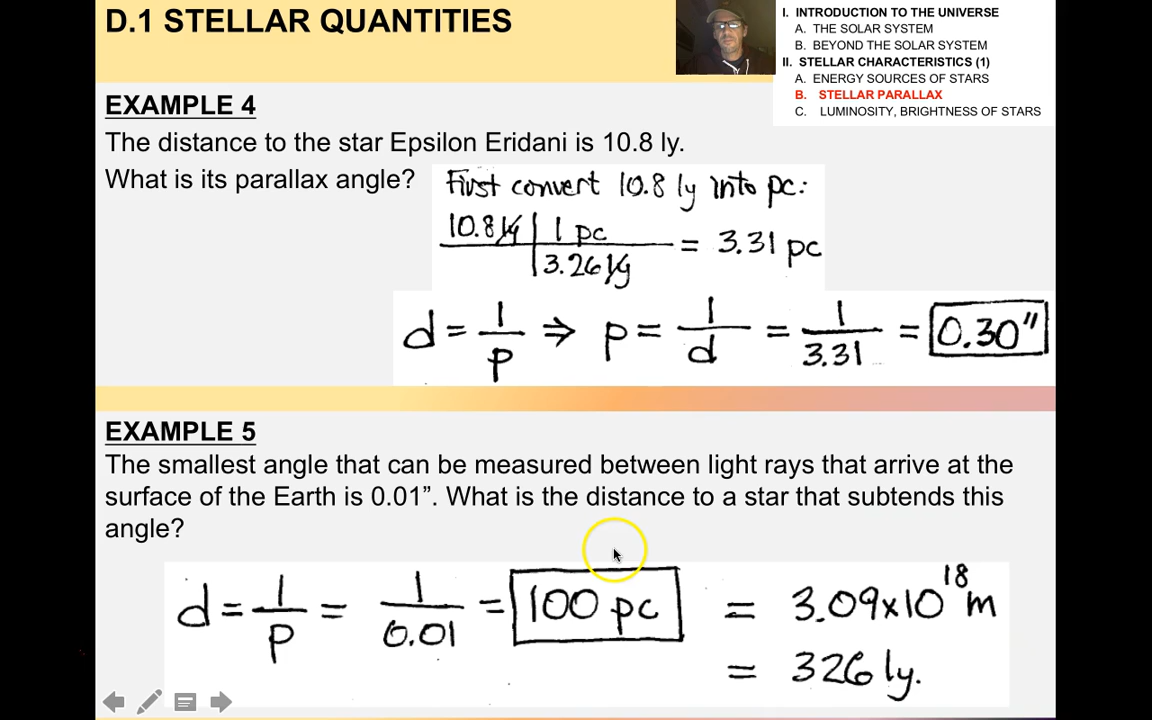 D.1 STELLAR QUANTITIES
I. INTRODUCTION TO THE UNIVERSE
A. THE SOLAR SYSTEM
B. BEYOND THE SOLAR SYSTEM
II. STELLAR CHARACTERISTICS (1)
A. ENERGY SOURCES OF STARS
B. STELLAR PARALLAX
C. LUMINOSITY, BRIGHTNESS OF STARS
EXAMPLE 4
The distance to the star Epsilon Eridani is 10.8 ly.
What is its parallax angle?
First convert 10.8 ly into pc:
10.8 ly | 1 pc
3.26 ly
= 3.31 pc
d = 1/p ⇒ p = 1/d = 1/3.31 = 0.30"
EXAMPLE 5
The smallest angle that can be measured between light rays that arrive at the
surface of the Earth is 0.01”. What is the distance to a star that subtends this
angle?
d = 1/p = 1/0.01 = 100 pc = 3.09x10^18 m
= 326 ly.